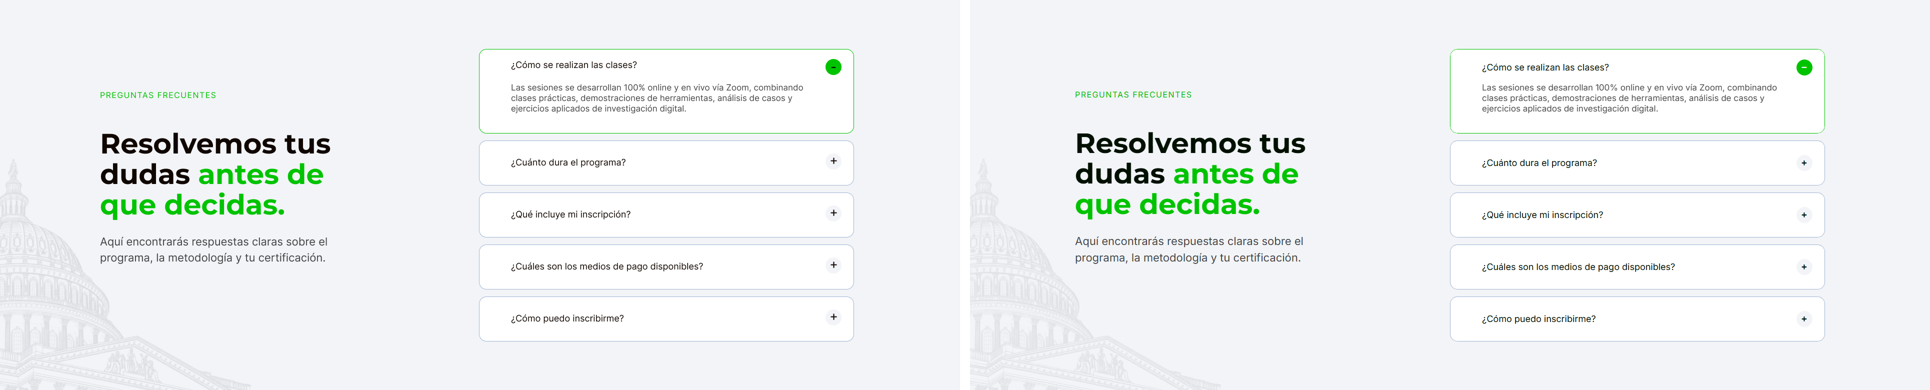 PREGUNTAS FRECUENTES
Resolvemos tus
dudas antes de
que decidas.
Aquí encontrarás respuestas claras sobre el
programa, la metodología y tu certificación.
¿Cómo se realizan las clases?
Las sesiones se desarrollan 100% online y en vivo vía Zoom, combinando
clases prácticas, demostraciones de herramientas, análisis de casos y
ejercicios aplicados de investigación digital.
¿Cuánto dura el programa?
¿Qué incluye mi inscripción?
¿Cuáles son los medios de pago disponibles?
¿Cómo puedo inscribirme?
PREGUNTAS FRECUENTES
Resolvemos tus
dudas antes de
que decidas.
Aquí encontrarás respuestas claras sobre el
programa, la metodología y tu certificación.
¿Cómo se realizan las clases?
Las sesiones se desarrollan 100% online y en vivo vía Zoom, combinando
clases prácticas, demostraciones de herramientas, análisis de casos y
ejercicios aplicados de investigación digital.
¿Cuánto dura el programa?
¿Qué incluye mi inscripción?
¿Cuáles son los medios de pago disponibles?
¿Cómo puedo inscribirme?